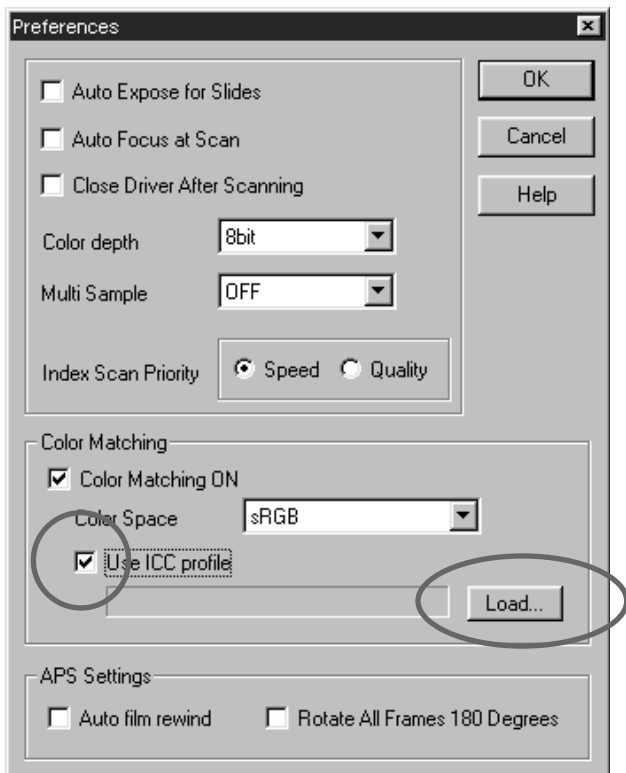 Preferences
Auto Expose for Slides
OK
Auto Focus at Scan
Cancel
Close Driver After Scanning
Help
Color depth 8bit
Multi Sample OFF
Index Scan Priority Speed Quality
Color Matching
Color Matching ON
Color Space sRGB
Use ICC profile
Load...
APS Settings
Auto film rewind Rotate All Frames 180 Degrees